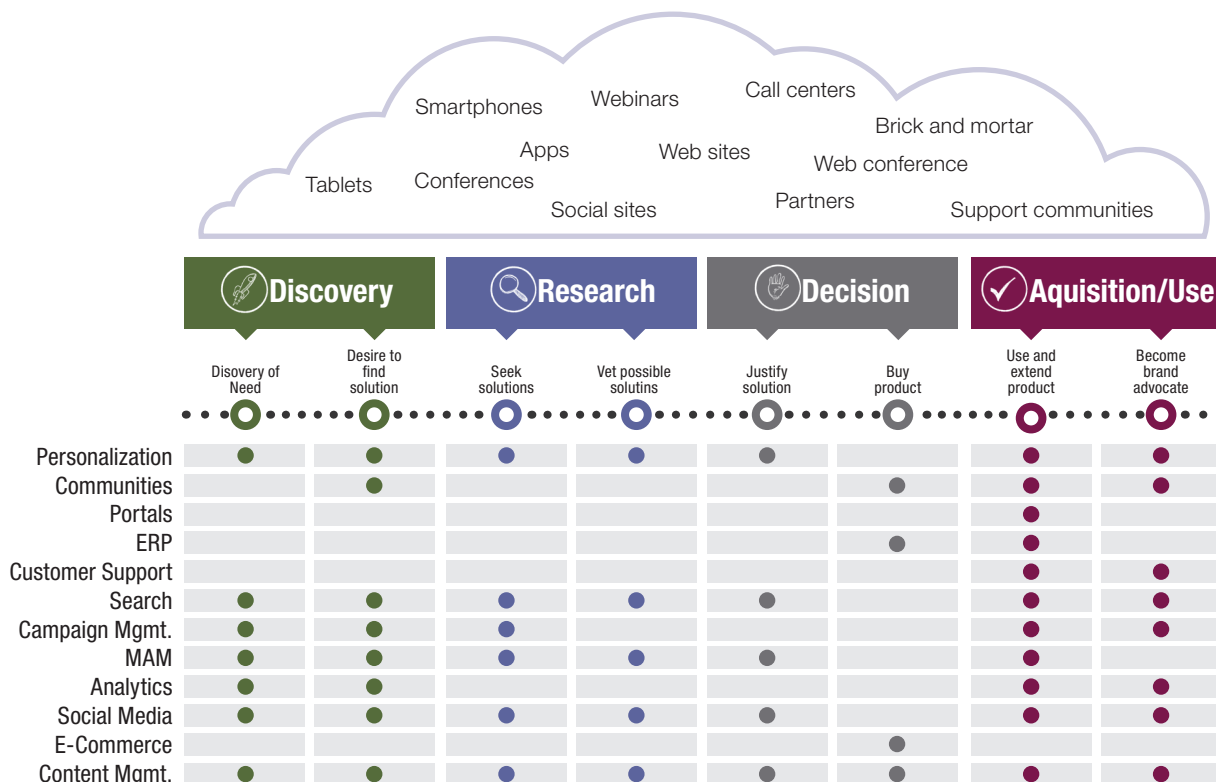 Smartphones
Webinars
Call centers
Brick and mortar
Apps
Web sites
Web conference
Tablets
Conferences
Social sites
Partners
Support communities
Discovery
Research
Decision
Aquisition/Use
Disovery of
Need
Desire to
find
solution
Seek
solutions
Vet possible
solutins
Justify
solution
Buy
product
Use and
extend
product
Become
brand
advocate
Personalization
Communities
Portals
ERP
Customer Support
Search
Campaign Mgmt.
MAM
Analytics
Social Media
E-Commerce
Content Mgmt.